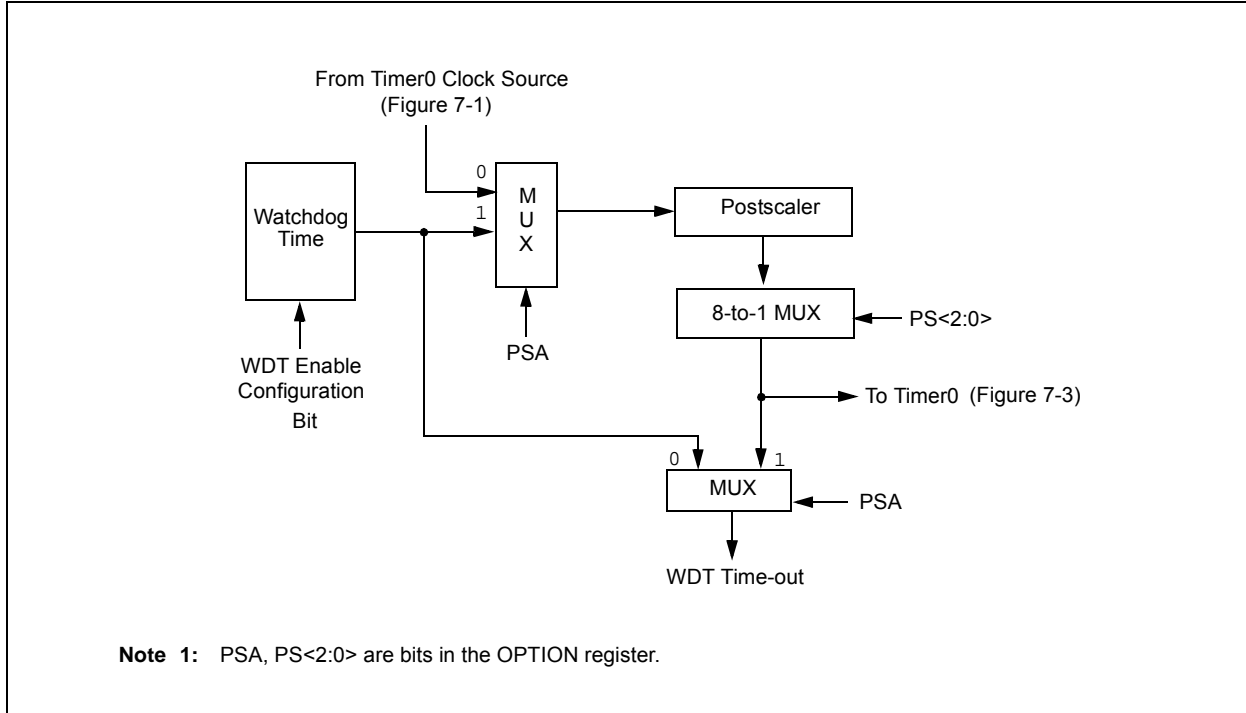 From Timer0 Clock Source
(Figure 7-1)
0
1
M
U
X
Postscaler
Watchdog
Time
8-to-1 MUX
PS<2:0>
PSA
WDT Enable
Configuration
Bit
To Timer0 (Figure 7-3)
0
1
MUX
PSA
WDT Time-out
Note 1: PSA, PS<2:0> are bits in the OPTION register.